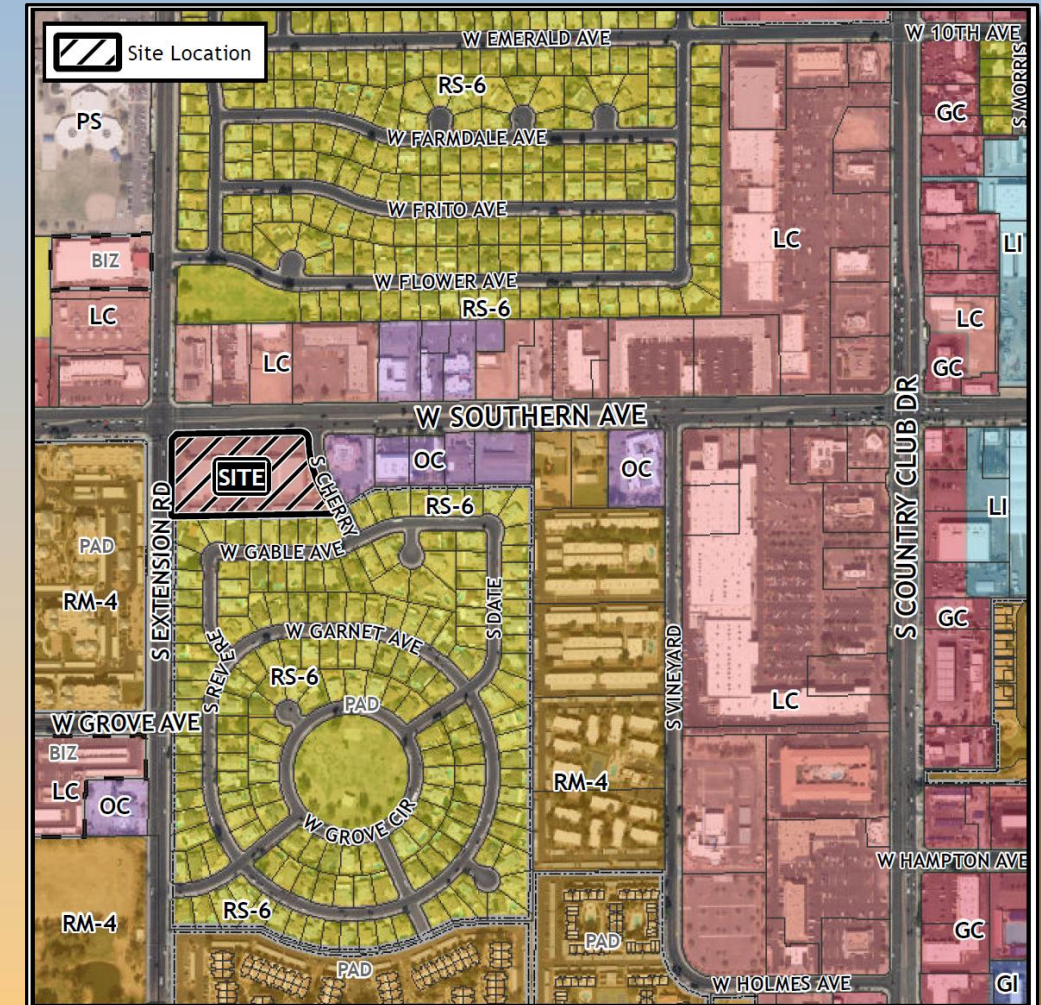 Site Location
W EMERALD AVE
W 10TH AVE
S MORRIS
RS-6
PS
GC
W FARMDALE AVE
W FRITO AVE
LC
LI
BIZ
W FLOWER AVE
RS-6
LC
LC
LC
GC
W SOUTHERN AVE
S COUNTRY CLUB DR
SITE
S CHERRY
OC
OC
RS-6
LI
S EXTENSION RD
PAD
W GABLE AVE
RM-4
S DATE
GC
W GARNET AVE
S REVERE
S VINEYARD
RS-6
PAD
LC
W GROVE AVE
BIZ
LC
OC
RM-4
W GROVE CIR
W HAMPTON AVE
RS-6
RM-4
GC
PAD
PAD
W HOLMES AVE
GI